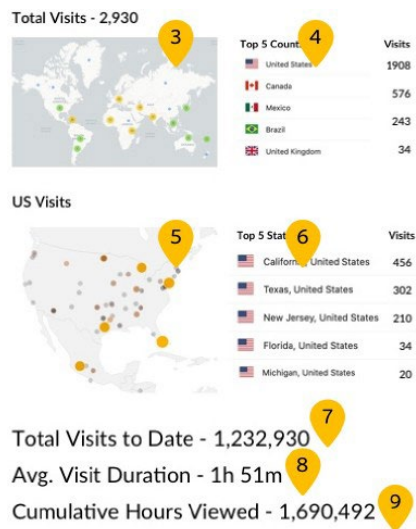 Total Visits - 2,930
3
Top 5
4
Visits
United States 1908
Canada 576
Mexico 243
Brazil
United Kingdom 34
US Visits
5
Top 5
6
Visits
California, United States 456
Texas, United States 302
New Jersey, United States 210
Florida, United States 34
Michigan, United States 20
Total Visits to Date - 1,232,930 7
Avg. Visit Duration - 1h 51m 8
Cumulative Hours Viewed - 1,690,492 9